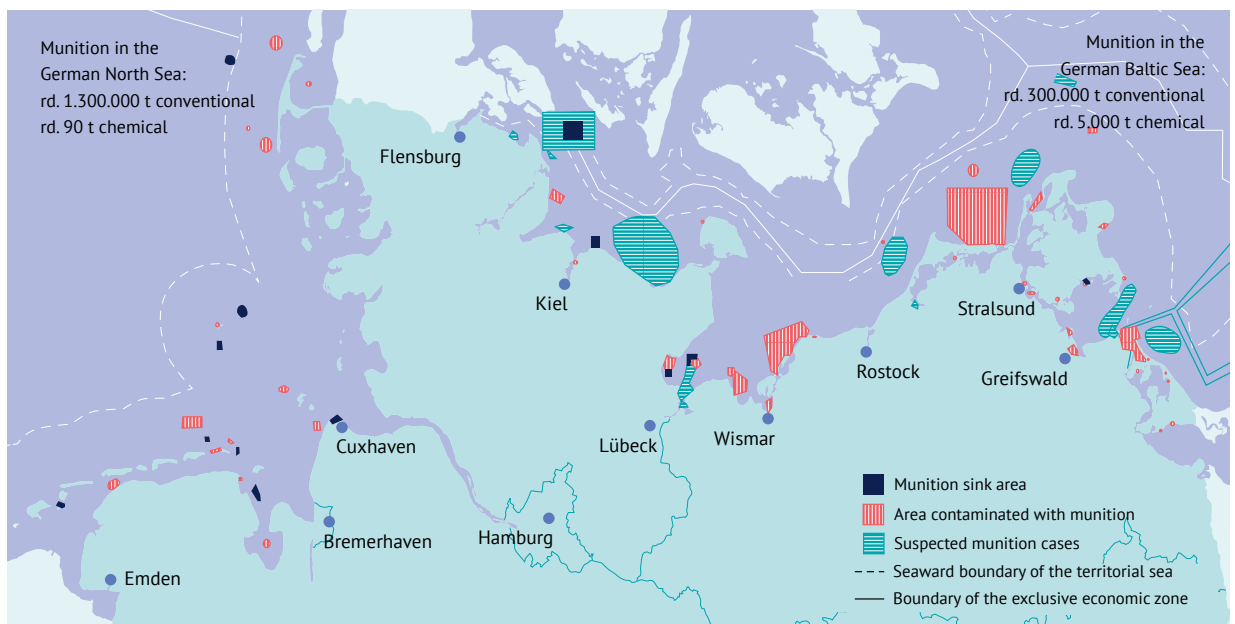 Munition in the
German North Sea:
rd. 1.300.000 t conventional
rd. 90 t chemical
Munition in the
German Baltic Sea:
rd. 300.000 t conventional
rd. 5.000 t chemical
Flensburg
Kiel
Stralsund
Rostock
Greifswald
Cuxhaven
Lübeck
Wismar
Hamburg
Bremerhaven
Emden
Munition sink area
Area contaminated with munition
Suspected munition cases
Seaward boundary of the territorial sea
Boundary of the exclusive economic zone